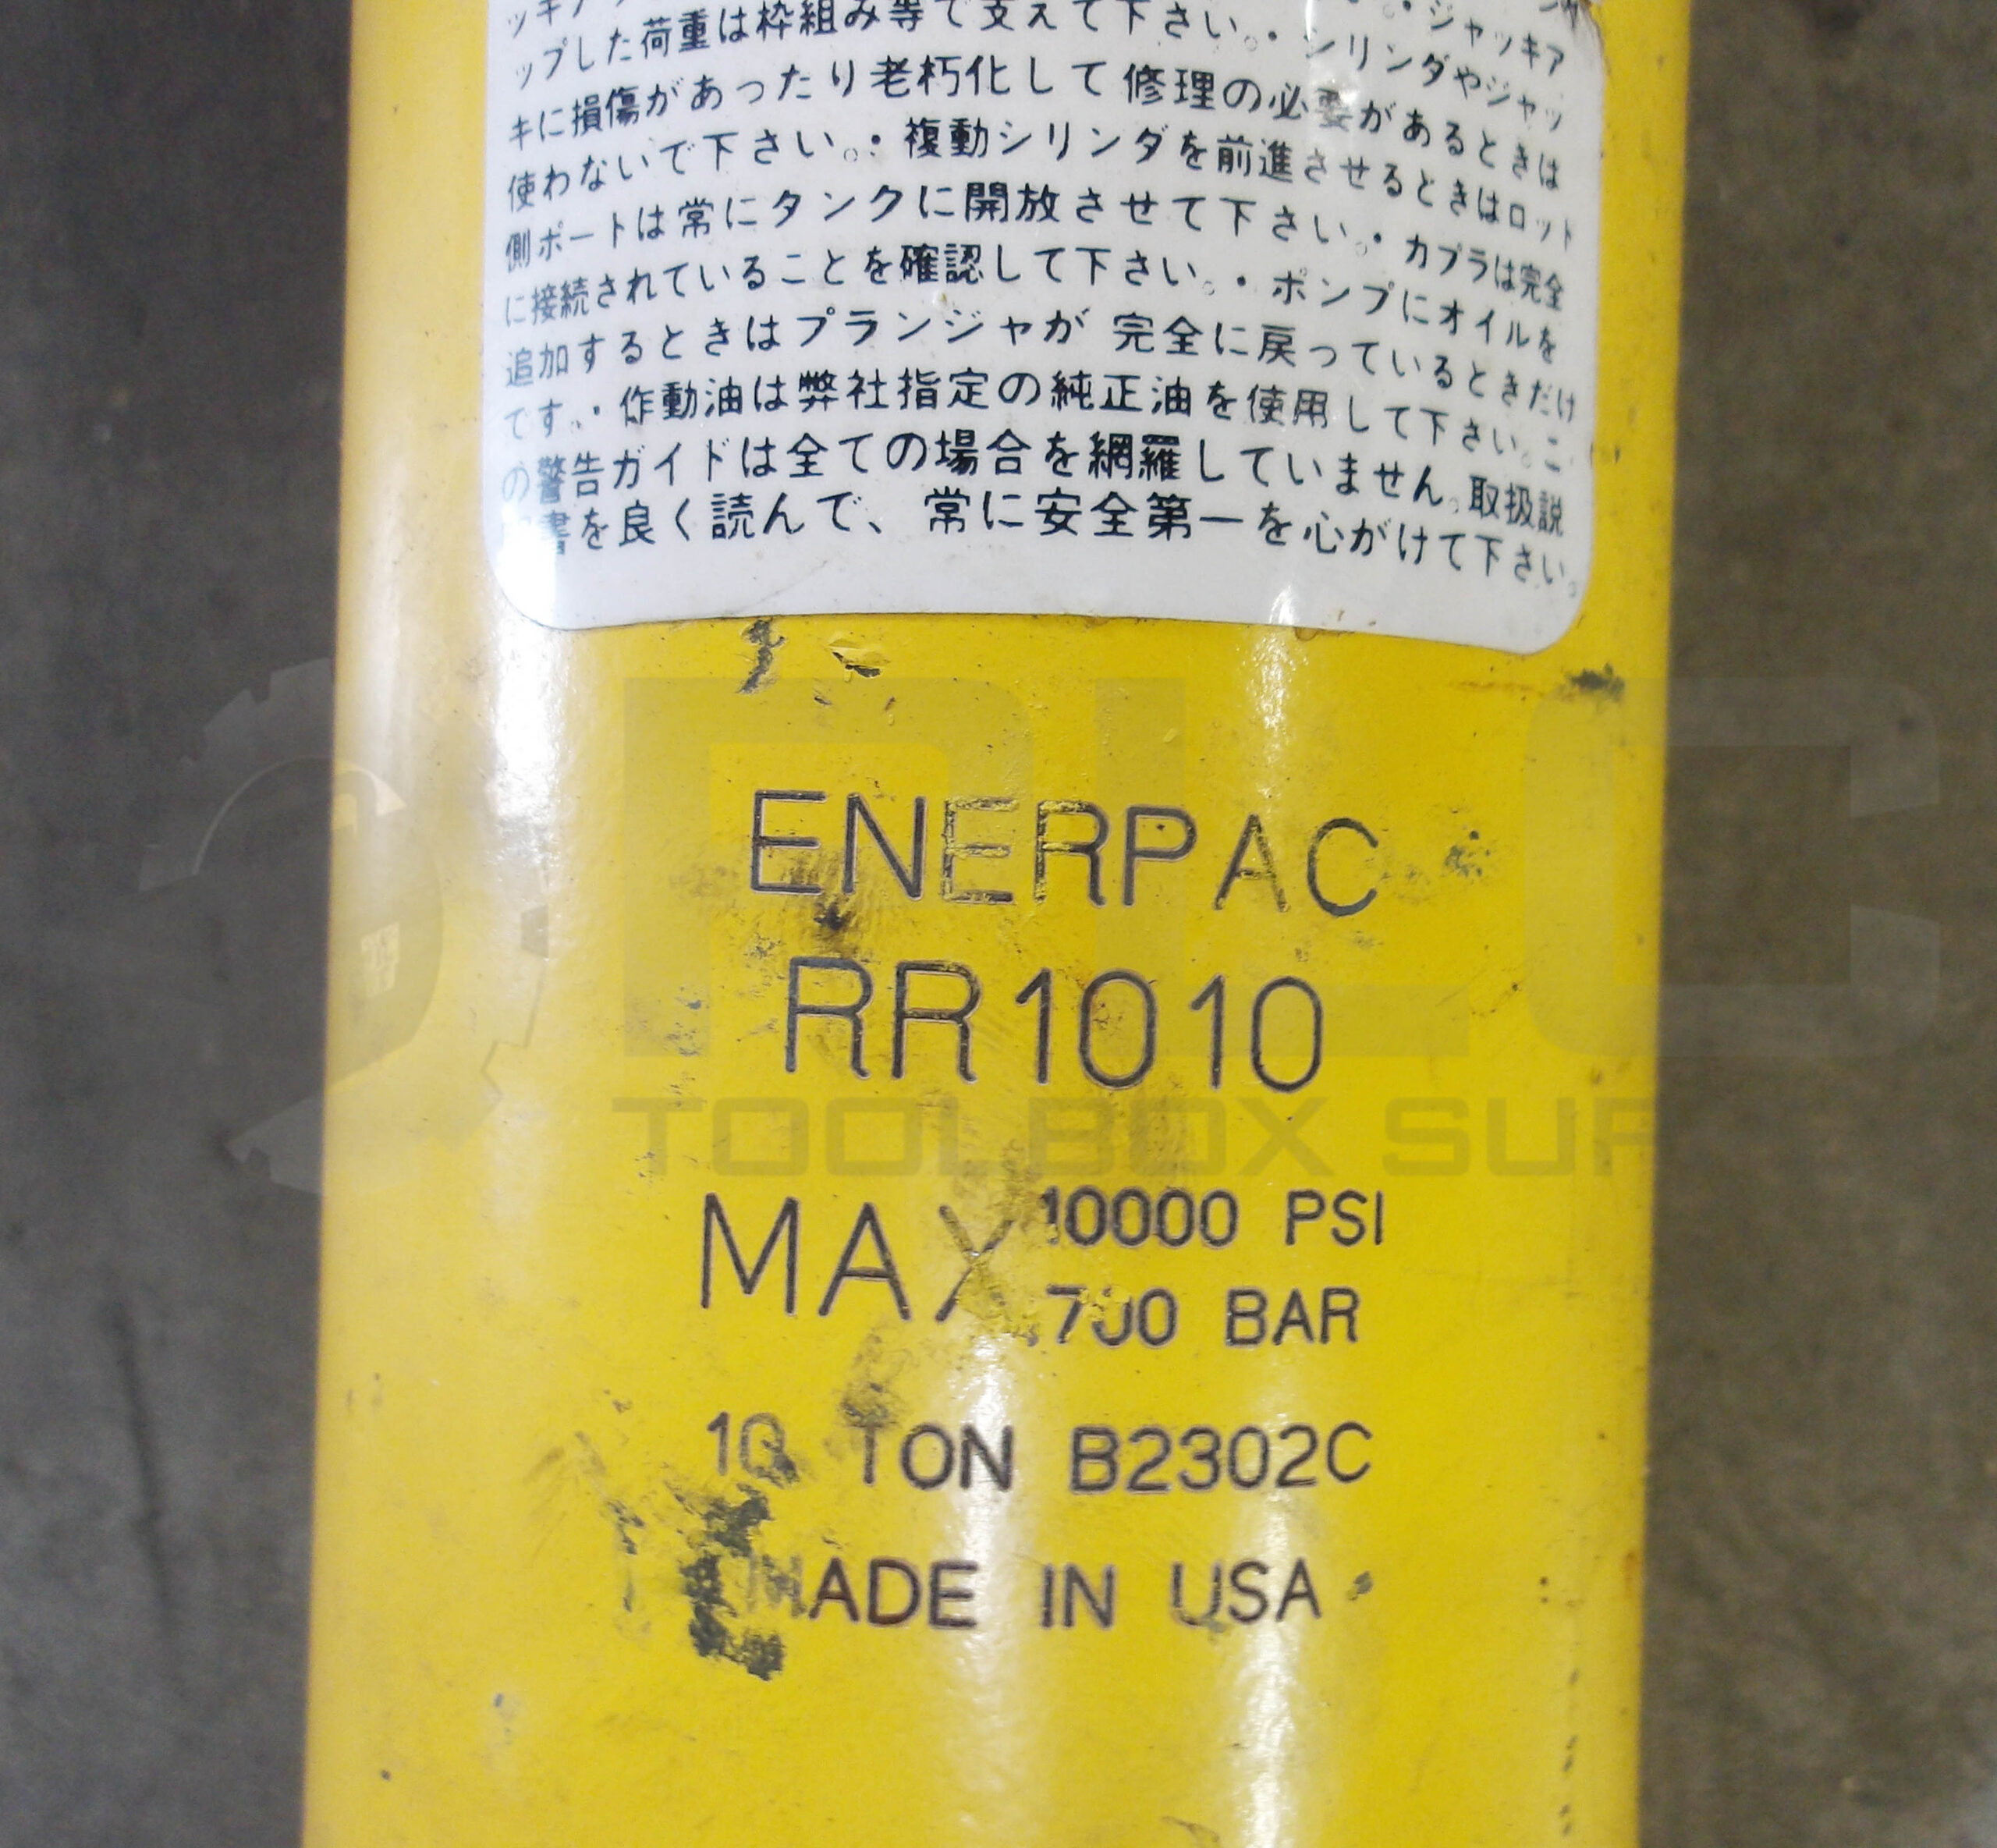 ップした荷重は枠組み等で支えて下さい。・シリンダやジャッ
キに損傷があったり老朽化して修理の必要があるときは
使わないで下さい。・複動シリンダを前進させるときはロット
側ポートは常にタンクに開放させて下さい。・カプラは完全
に接続されていることを確認して下さい。・ポンプにオイルを
追加するときはプランジャが完全に戻っているときだけ
です。・作動油は弊社指定の純正油を使用して下さい。こ
の警告ガイドは全ての場合を網羅していません。取扱説
書を良く読んで、常に安全第一を心がけて下さい。
ENERPAC
RR1010
MAX 10000 PSI
700 BAR
10 TON B2302C
MADE IN USA
PLC
TOOLBOX SUP